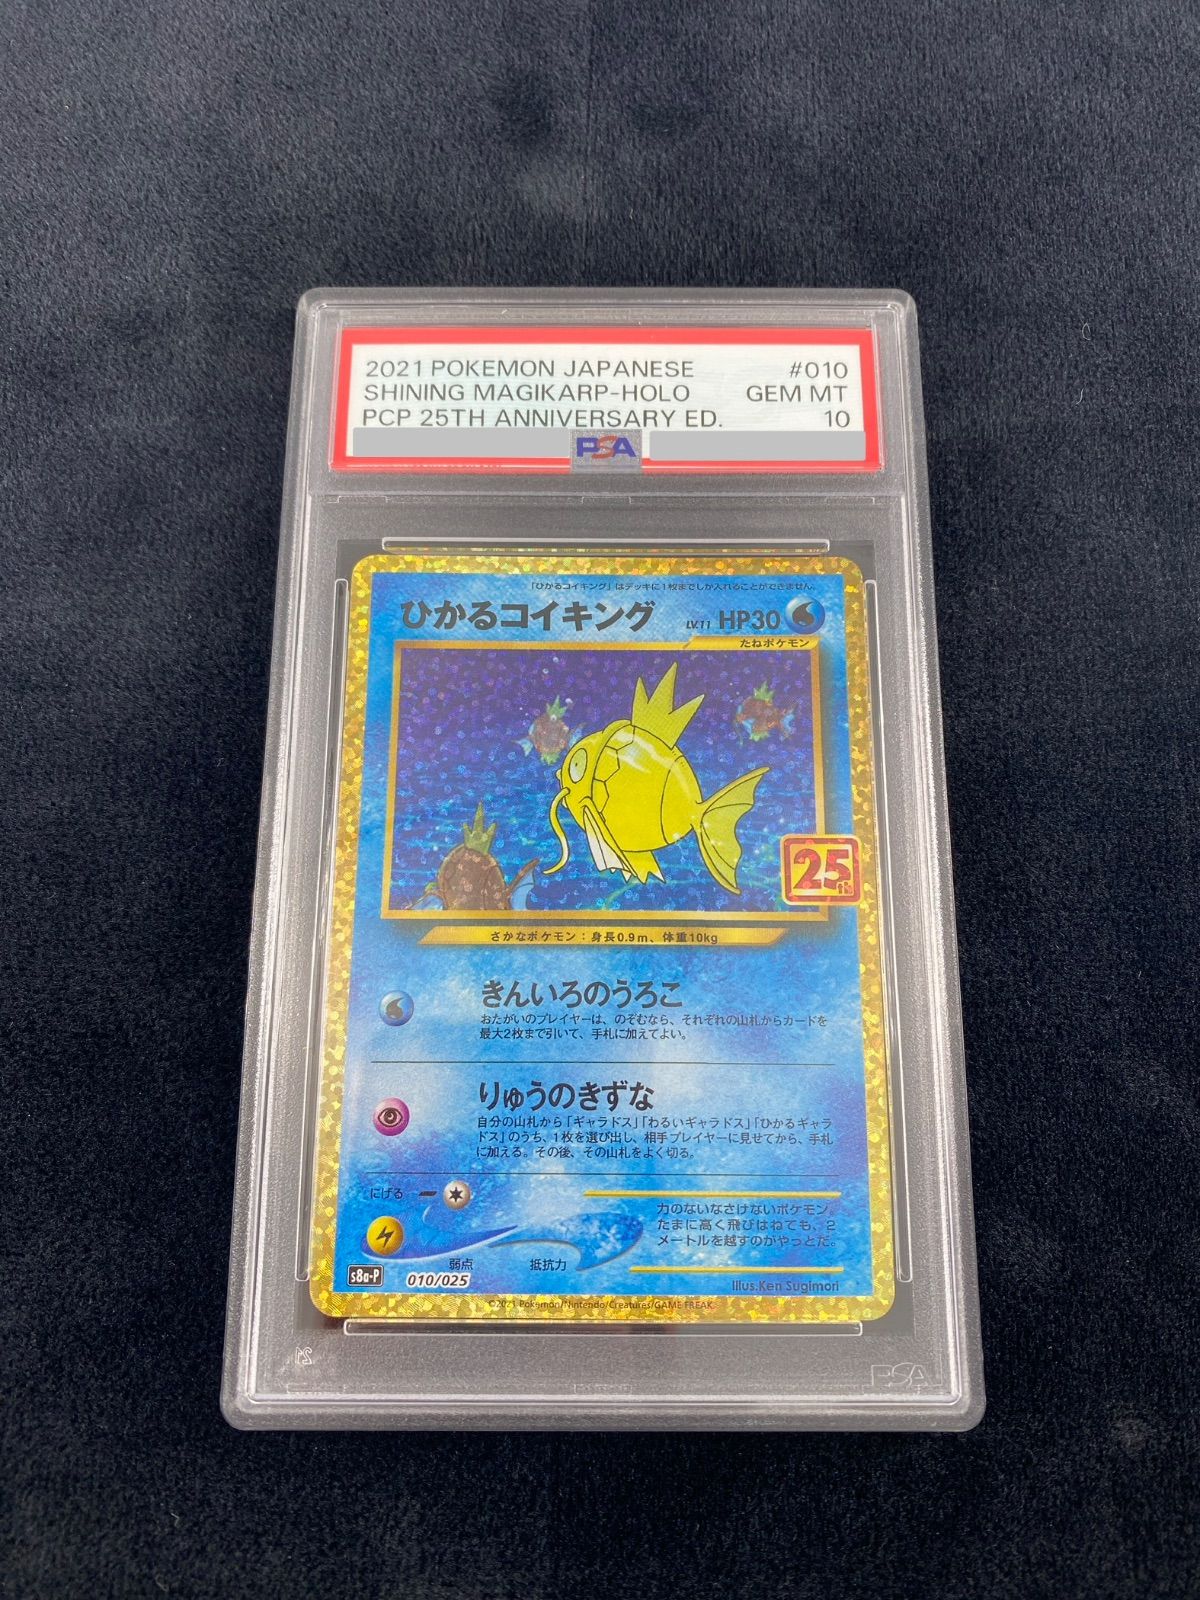 2021 POKEMON JAPANESE #010
SHINING MAGIKARP-HOLO GEM MT
PCP 25TH ANNIVERSARY ED. 10
PSA
「ひかるコイキング」はデッキに1枚までしか入れることができません。
ひかるコイキング LV.11 HP30
たねポケモン
25th
さかなポケモン：身長0.9m、体重10kg
きんいろのうろこ
おたがいのプレイヤーは、のぞむなら、それぞれの山札からカードを
最大2枚まで引いて、手札に加えてよい。
りゅうのきずな
自分の山札から「ギャラドス」「わるいギャラドス」「ひかるギャラ
ドス」のうち、1枚を選び出し、相手プレイヤーに見せてから、手札
に加える。その後、その山札をよく切る。
にげる
力のないなさけないポケモン。
たまに高く飛びはねても、2
メートルを越すのがやっとだ。
弱点 抵抗力
s8a-P 010/025
Illus.Ken Sugimori
©2021 Pokémon/Nintendo/Creatures/GAME FREAK.
21
PSA